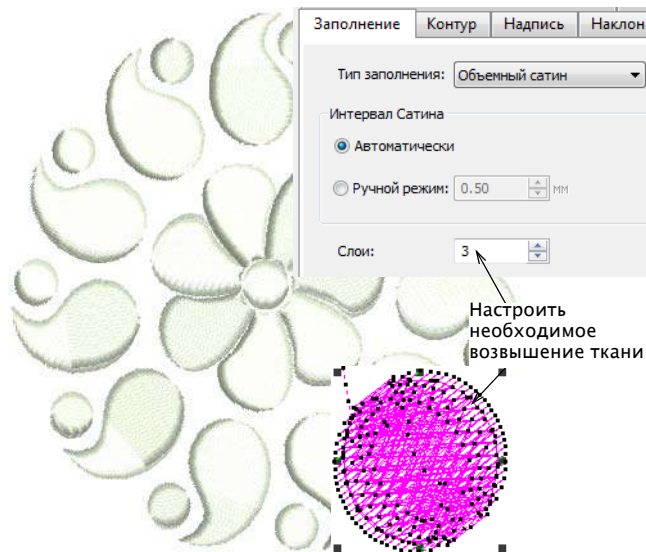 Заполнение Контур Надпись Наклон
Тип заполнения: Объемный сатин
Интервал Сатина
Автоматически
Ручной режим: 0.50 мм
Слои: 3
Настроить
необходимое
возвышение ткани